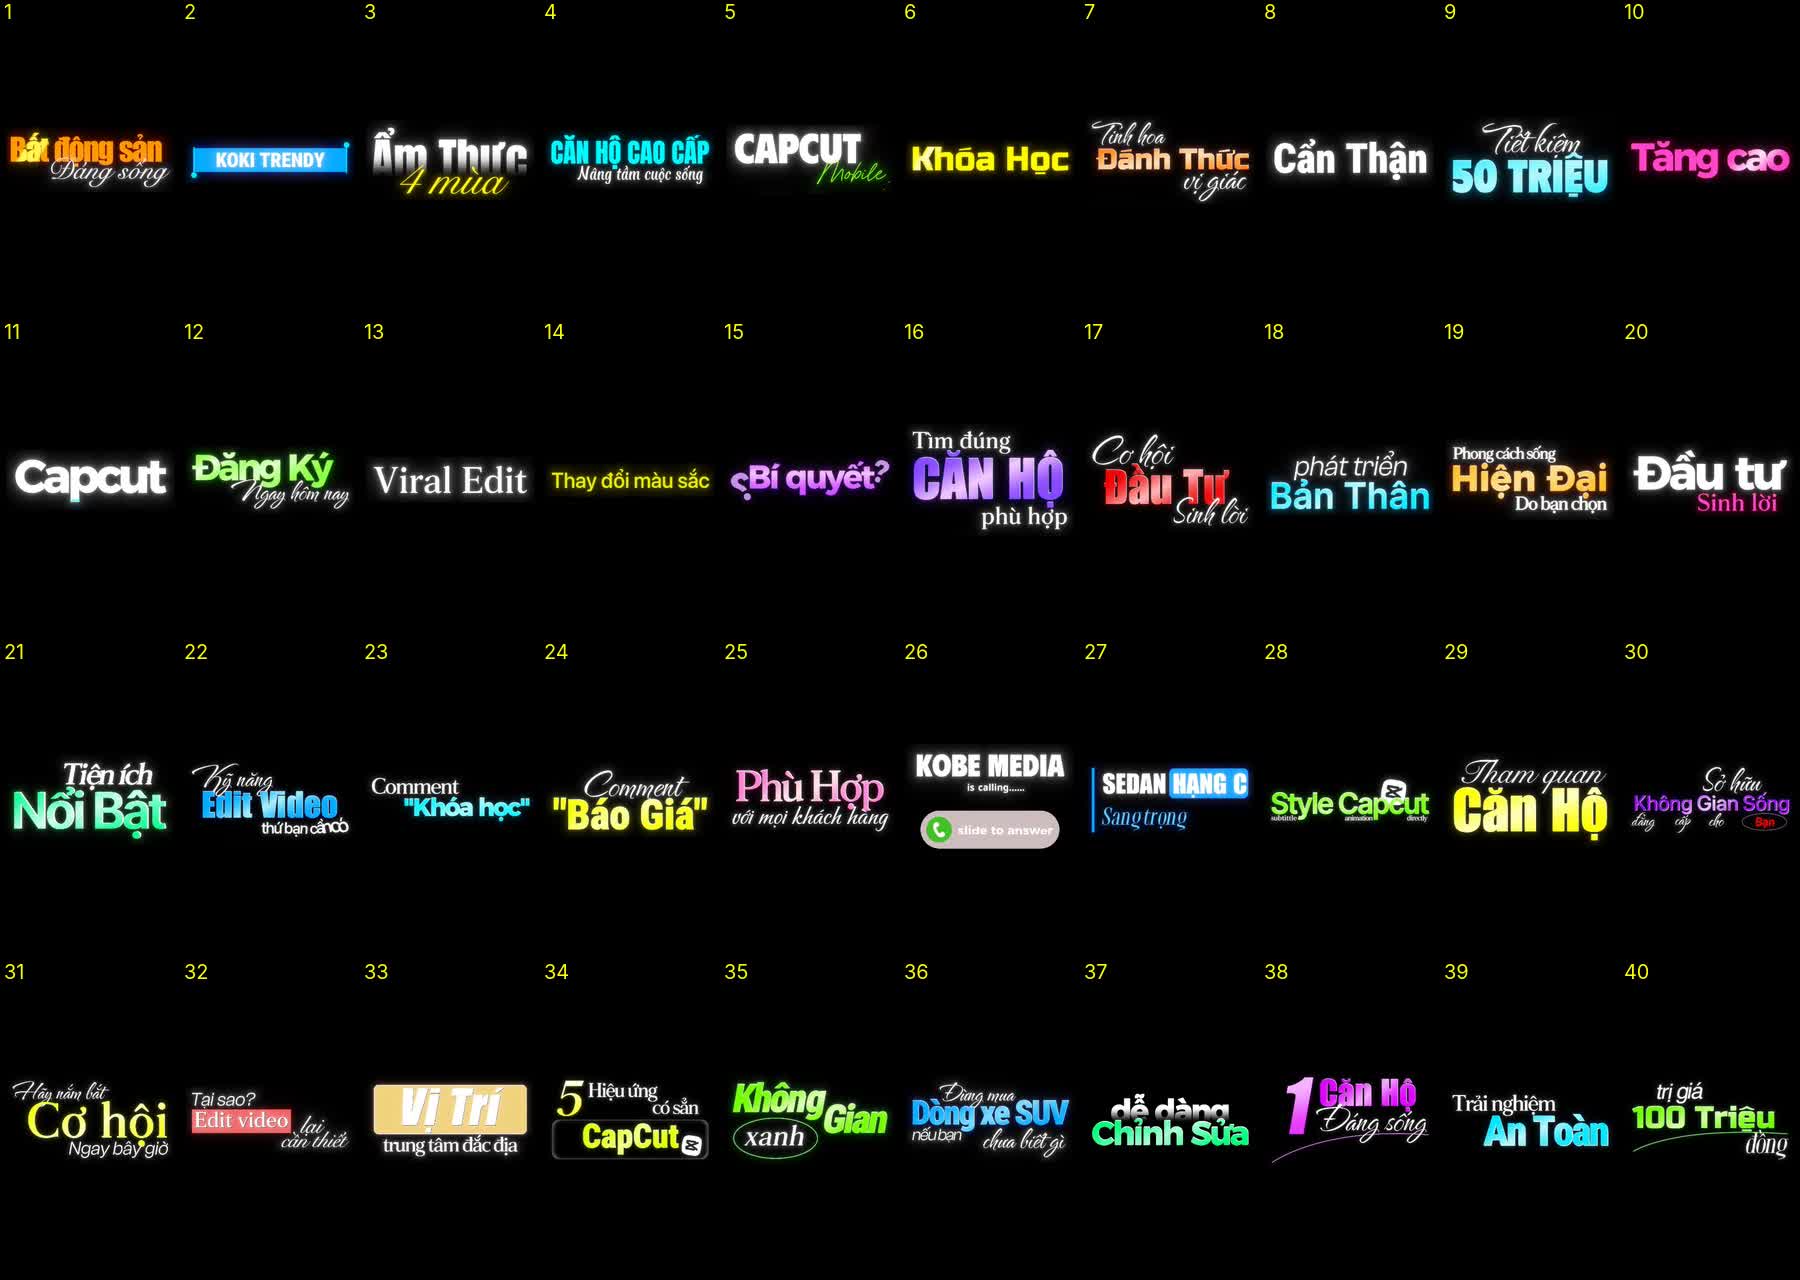 1
2
3
4
5
6
7
8
9
10
Bất động sản
Đáng sống
KOKI TRENDY
Ẩm Thực
4 mùa
CĂN HỘ CAO CẤP
Nâng tầm cuộc sống
CAPCUT
Mobile
Khóa Học
Tinh hoa
Đánh Thức
vị giác
Cẩn Thận
Tiết kiệm
50 TRIỆU
Tăng cao
11
12
13
14
15
16
17
18
19
20
Capcut
Đăng Ký
Ngay hôm nay
Viral Edit
Thay đổi màu sắc
Bí quyết?
Tìm đúng
CĂN HỘ
phù hợp
Cơ hội
Đầu Tư
Sinh lời
phát triển
Bản Thân
Phong cách sống
Hiện Đại
Do bạn chọn
Đầu tư
Sinh lời
21
22
23
24
25
26
27
28
29
30
Tiện ích
Nổi Bật
Kỹ năng
Edit Video
thứ bạn cần có
Comment
"Khóa học"
Comment
"Báo Giá"
Phù Hợp
với mọi khách hàng
KOBE MEDIA
is calling......
slide to answer
SEDAN HẠNG C
Sang trọng
Style Capcut
subtittle animation directly
Tham quan
Căn Hộ
Sở hữu
Không Gian Sống
đẳng cấp cho Bạn
31
32
33
34
35
36
37
38
39
40
Hãy nắm bắt
Cơ hội
Ngay bây giờ
Tại sao?
Edit video lại
cần thiết
Vị Trí
trung tâm đắc địa
5 Hiệu ứng
có sẵn
CapCut
Không
Gian
xanh
Đừng mua
Dòng xe SUV
nếu bạn chưa biết gì
dễ dàng
Chỉnh Sửa
1 Căn Hộ
Đáng sống
Trải nghiệm
An Toàn
trị giá
100 Triệu
đồng